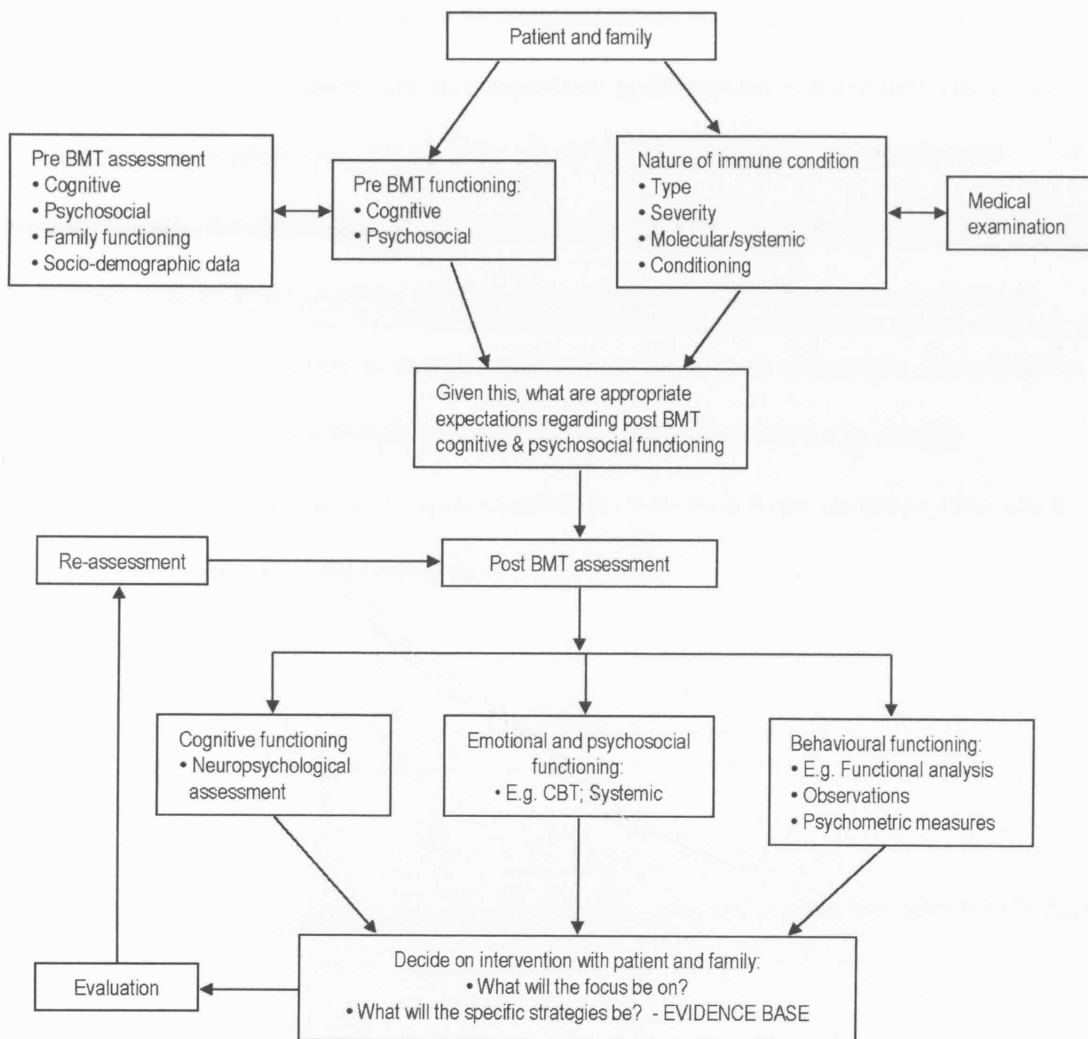 Patient and family
Pre BMT assessment
• Cognitive
• Psychosocial
• Family functioning
• Socio-demographic data
Pre BMT functioning:
• Cognitive
• Psychosocial
Nature of immune condition
• Type
• Severity
• Molecular/systemic
• Conditioning
Medical
examination
Given this, what are appropriate
expectations regarding post BMT
cognitive & psychosocial functioning
Re-assessment
Post BMT assessment
Cognitive functioning
• Neuropsychological
assessment
Emotional and psychosocial
functioning:
• E.g. CBT; Systemic
Behavioural functioning:
• E.g. Functional analysis
• Observations
• Psychometric measures
Evaluation
Decide on intervention with patient and family:
• What will the focus be on?
• What will the specific strategies be? - EVIDENCE BASE